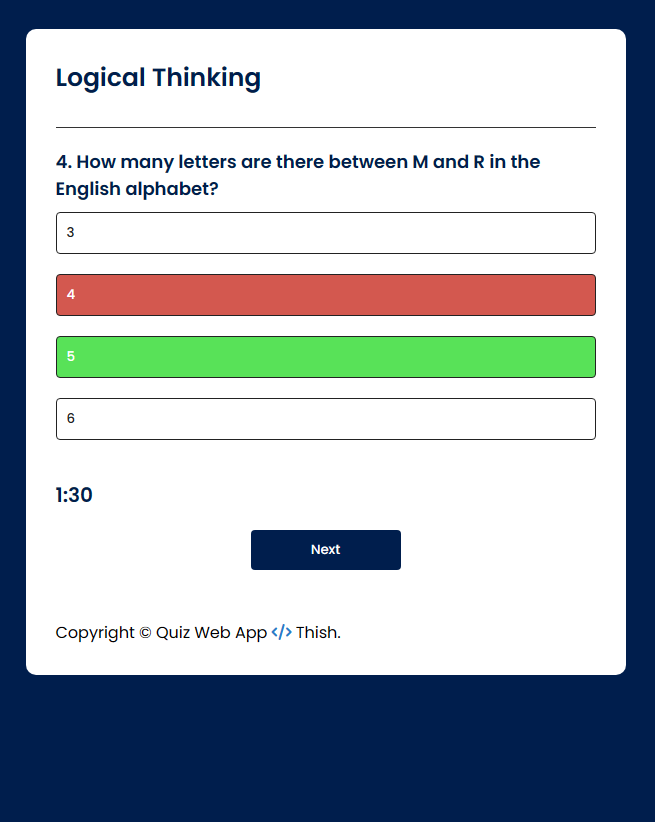 Logical Thinking
4. How many letters are there between M and R in the
English alphabet?
3
4
5
6
1:30
Next
Copyright © Quiz Web App </> Thish.